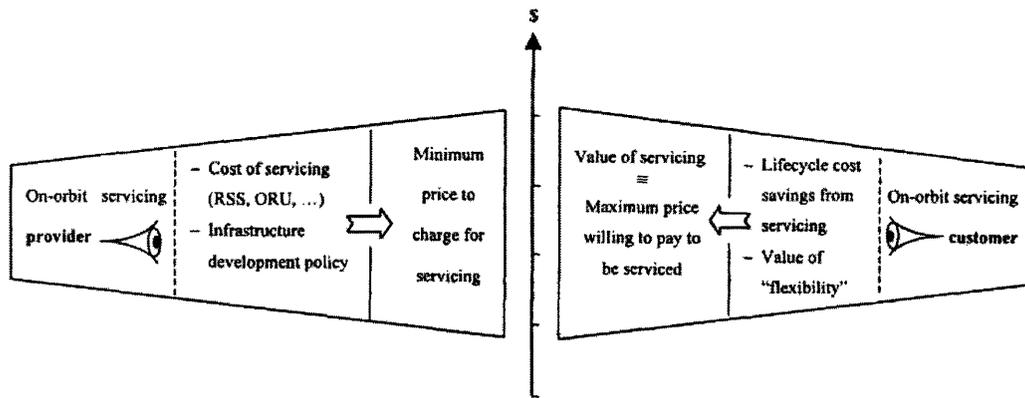 $
On-orbit servicing
provider
– Cost of servicing
(RSS, ORU, ...)
– Infrastructure
development policy
Minimum
price to
charge for
servicing
Value of servicing
≡
Maximum price
willing to pay to
be serviced
– Lifecycle cost
savings from
servicing
– Value of
“flexibility”
On-orbit servicing
customer